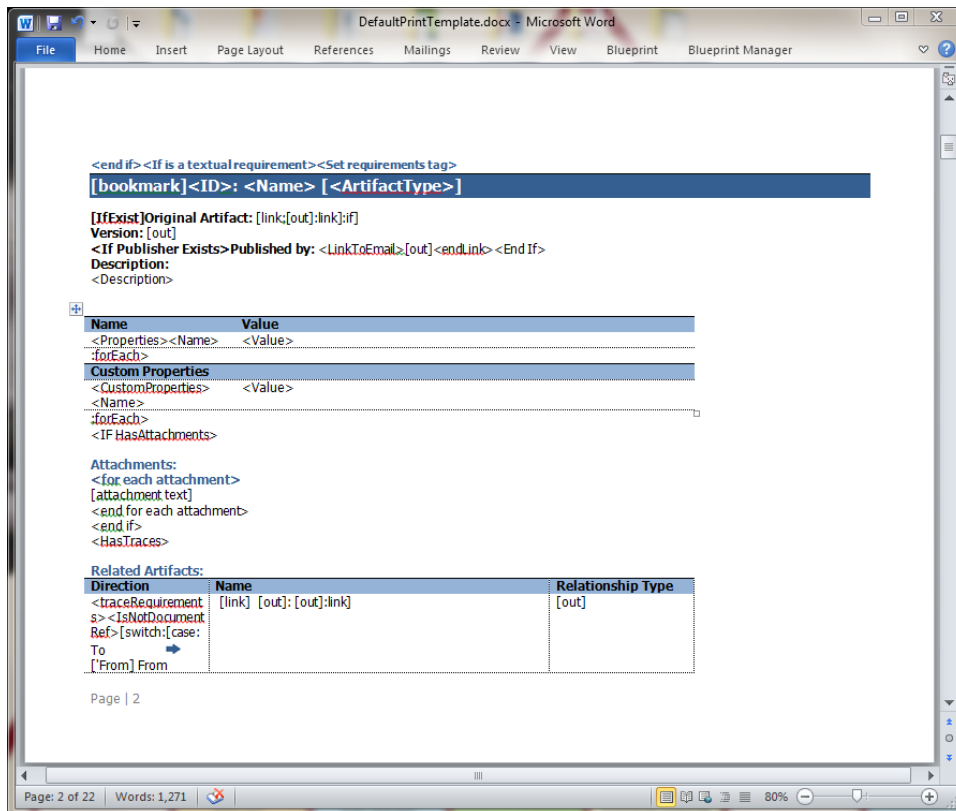 DefaultPrintTemplate.docx - Microsoft Word
File Home Insert Page Layout References Mailings Review View Blueprint Blueprint Manager
<end if><If is a textual requirement><Set requirements tag>
[bookmark]<ID>: <Name> [<ArtifactType>]
[IfExist]Original Artifact: [link;[out]:link]:if]
Version: [out]
<If Publisher Exists>Published by: <LinkToEmail>[out]<endLink><End If>
Description:
<Description>
Name Value
<Properties><Name> <Value>
:forEach>
Custom Properties
<CustomProperties> <Value>
<Name>
:forEach>
<IF HasAttachments>
Attachments:
<for each attachment>
[attachment text]
<end for each attachment>
<end if>
<HasTraces>
Related Artifacts:
Direction Name Relationship Type
<traceRequirement [link] [out]: [out]:link] [out]
s><IsNotDocument
Ref>[switch:[case:
To
['From] From
Page | 2
Page: 2 of 22 Words: 1,271 80%